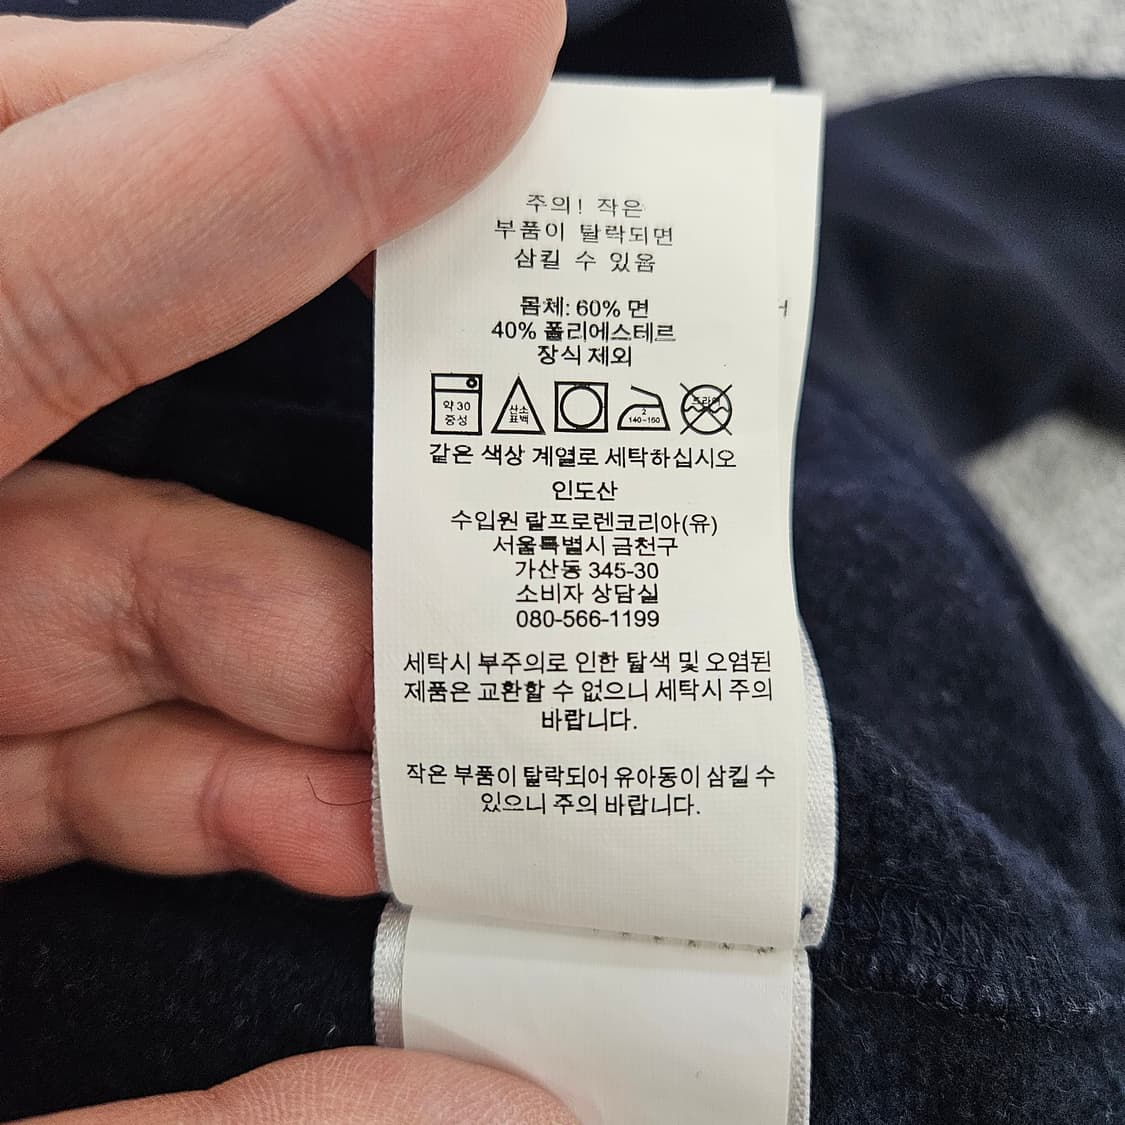 주의! 작은
부품이 탈락되면
삼킬 수 있음
몸체: 60% 면
40% 폴리에스테르
장식 제외
약 30 중성
산소 표백
2 140~160
드라이
같은 색상 계열로 세탁하십시오
인도산
수입원 랄프로렌코리아(유)
서울특별시 금천구
가산동 345-30
소비자 상담실
080-566-1199
세탁시 부주의로 인한 탈색 및 오염된
제품은 교환할 수 없으니 세탁시 주의
바랍니다.
작은 부품이 탈락되어 유아동이 삼킬 수
있으니 주의 바랍니다.